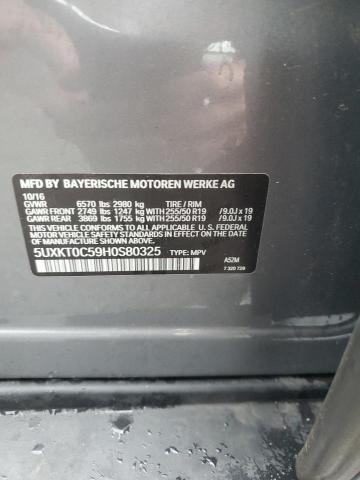 MFD BY BAYERISCHE MOTOREN WERKE AG
10/16
GVWR 6570 lbs 2980 kg TIRE / RIM
GAWR FRONT 2749 lbs 1247 kg WITH 255/50 R19 /9.0J x 19
GAWR REAR 3869 lbs 1755 kg WITH 255/50 R19 /9.0J x 19
THIS VEHICLE CONFORMS TO ALL APPLICABLE U. S. FEDERAL
MOTOR VEHICLE SAFETY STANDARDS IN EFFECT ON THE DATE OF
MANUFACTURE SHOWN ABOVE.
5UXKT0C59H0S80325 TYPE: MPV
A52M
7 320 729